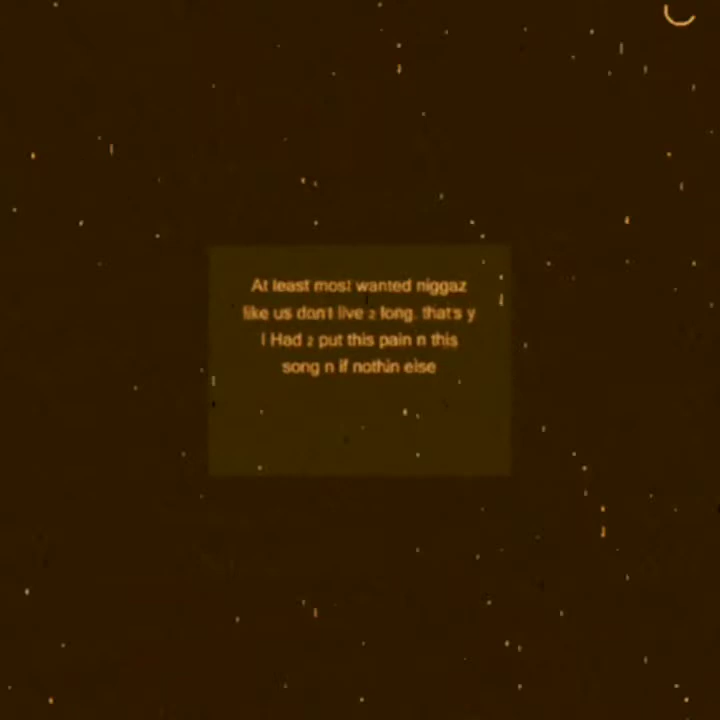 At least most wanted niggaz
like us don't live 2 long. that's y
I Had 2 put this pain n this
song n if nothin else